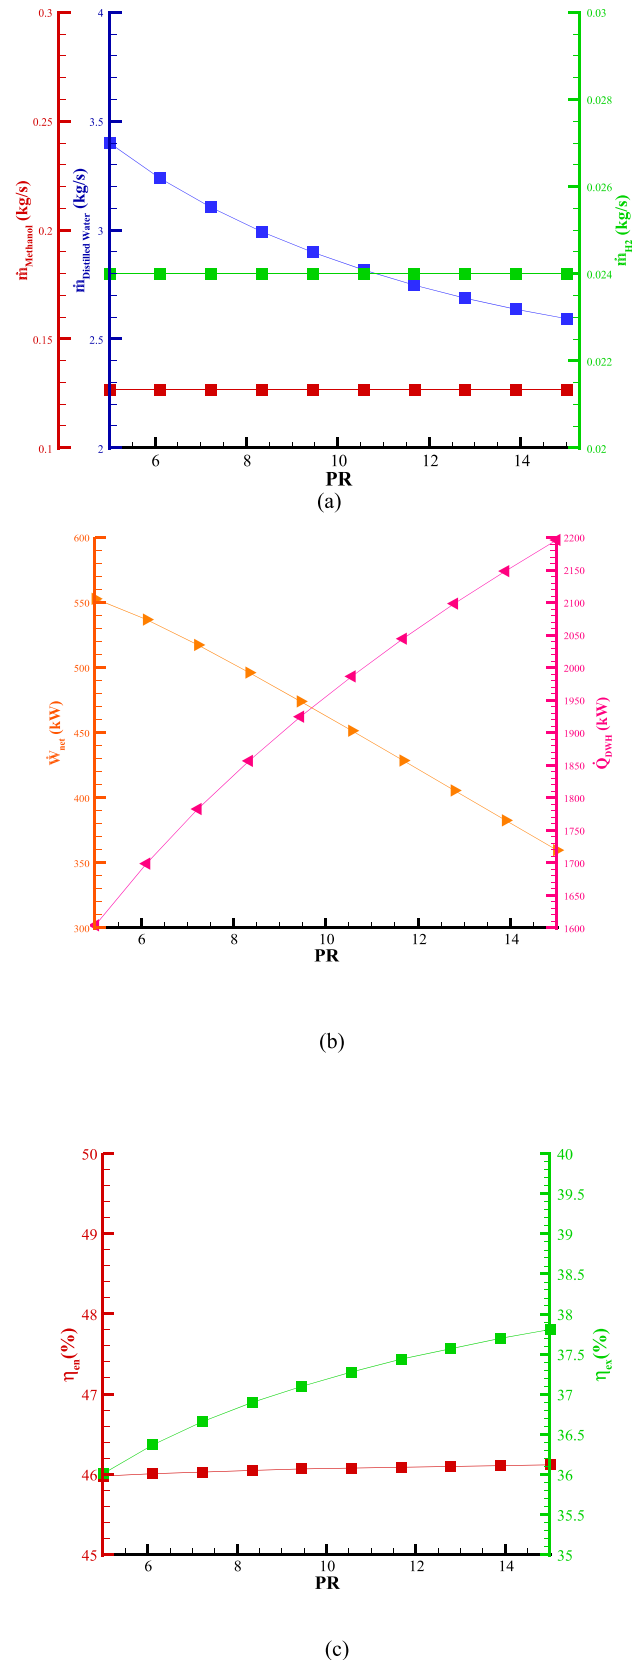 0.3 4 0.03
0.028
0.25 3.5
0.026
0.2 3
0.024
0.15 2.5
0.022
0.1 2 0.02
ṁMethanol (kg/s)
ṁDistilled Water (kg/s)
ṁH2 (kg/s)
6 8 10 12 14
PR
(a)
600 2200
2150
550 2100
2050
500 2000
1950
450 1900
1850
400 1800
1750
350 1700
1650
300 1600
Ẇnet (kW)
Q̇DWH (kW)
6 8 10 12 14
PR
(b)
50 40
39.5
49 39
38.5
48 38
37.5
47 37
36.5
46 36
35.5
45 35
ηen(%)
ηex(%)
6 8 10 12 14
PR
(c)